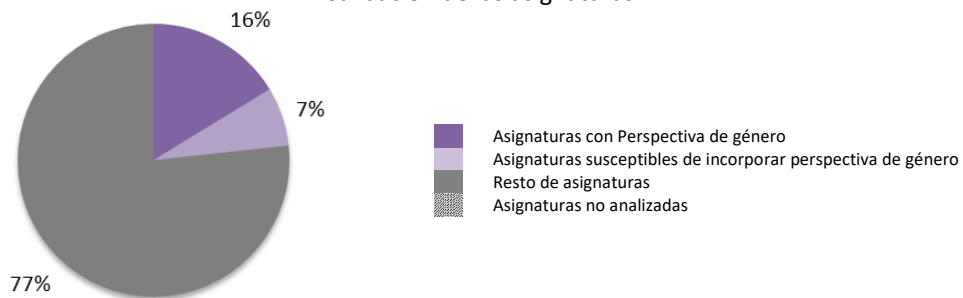 16%
7%
Asignaturas con Perspectiva de género
Asignaturas susceptibles de incorporar perspectiva de género
Resto de asignaturas
Asignaturas no analizadas
77%